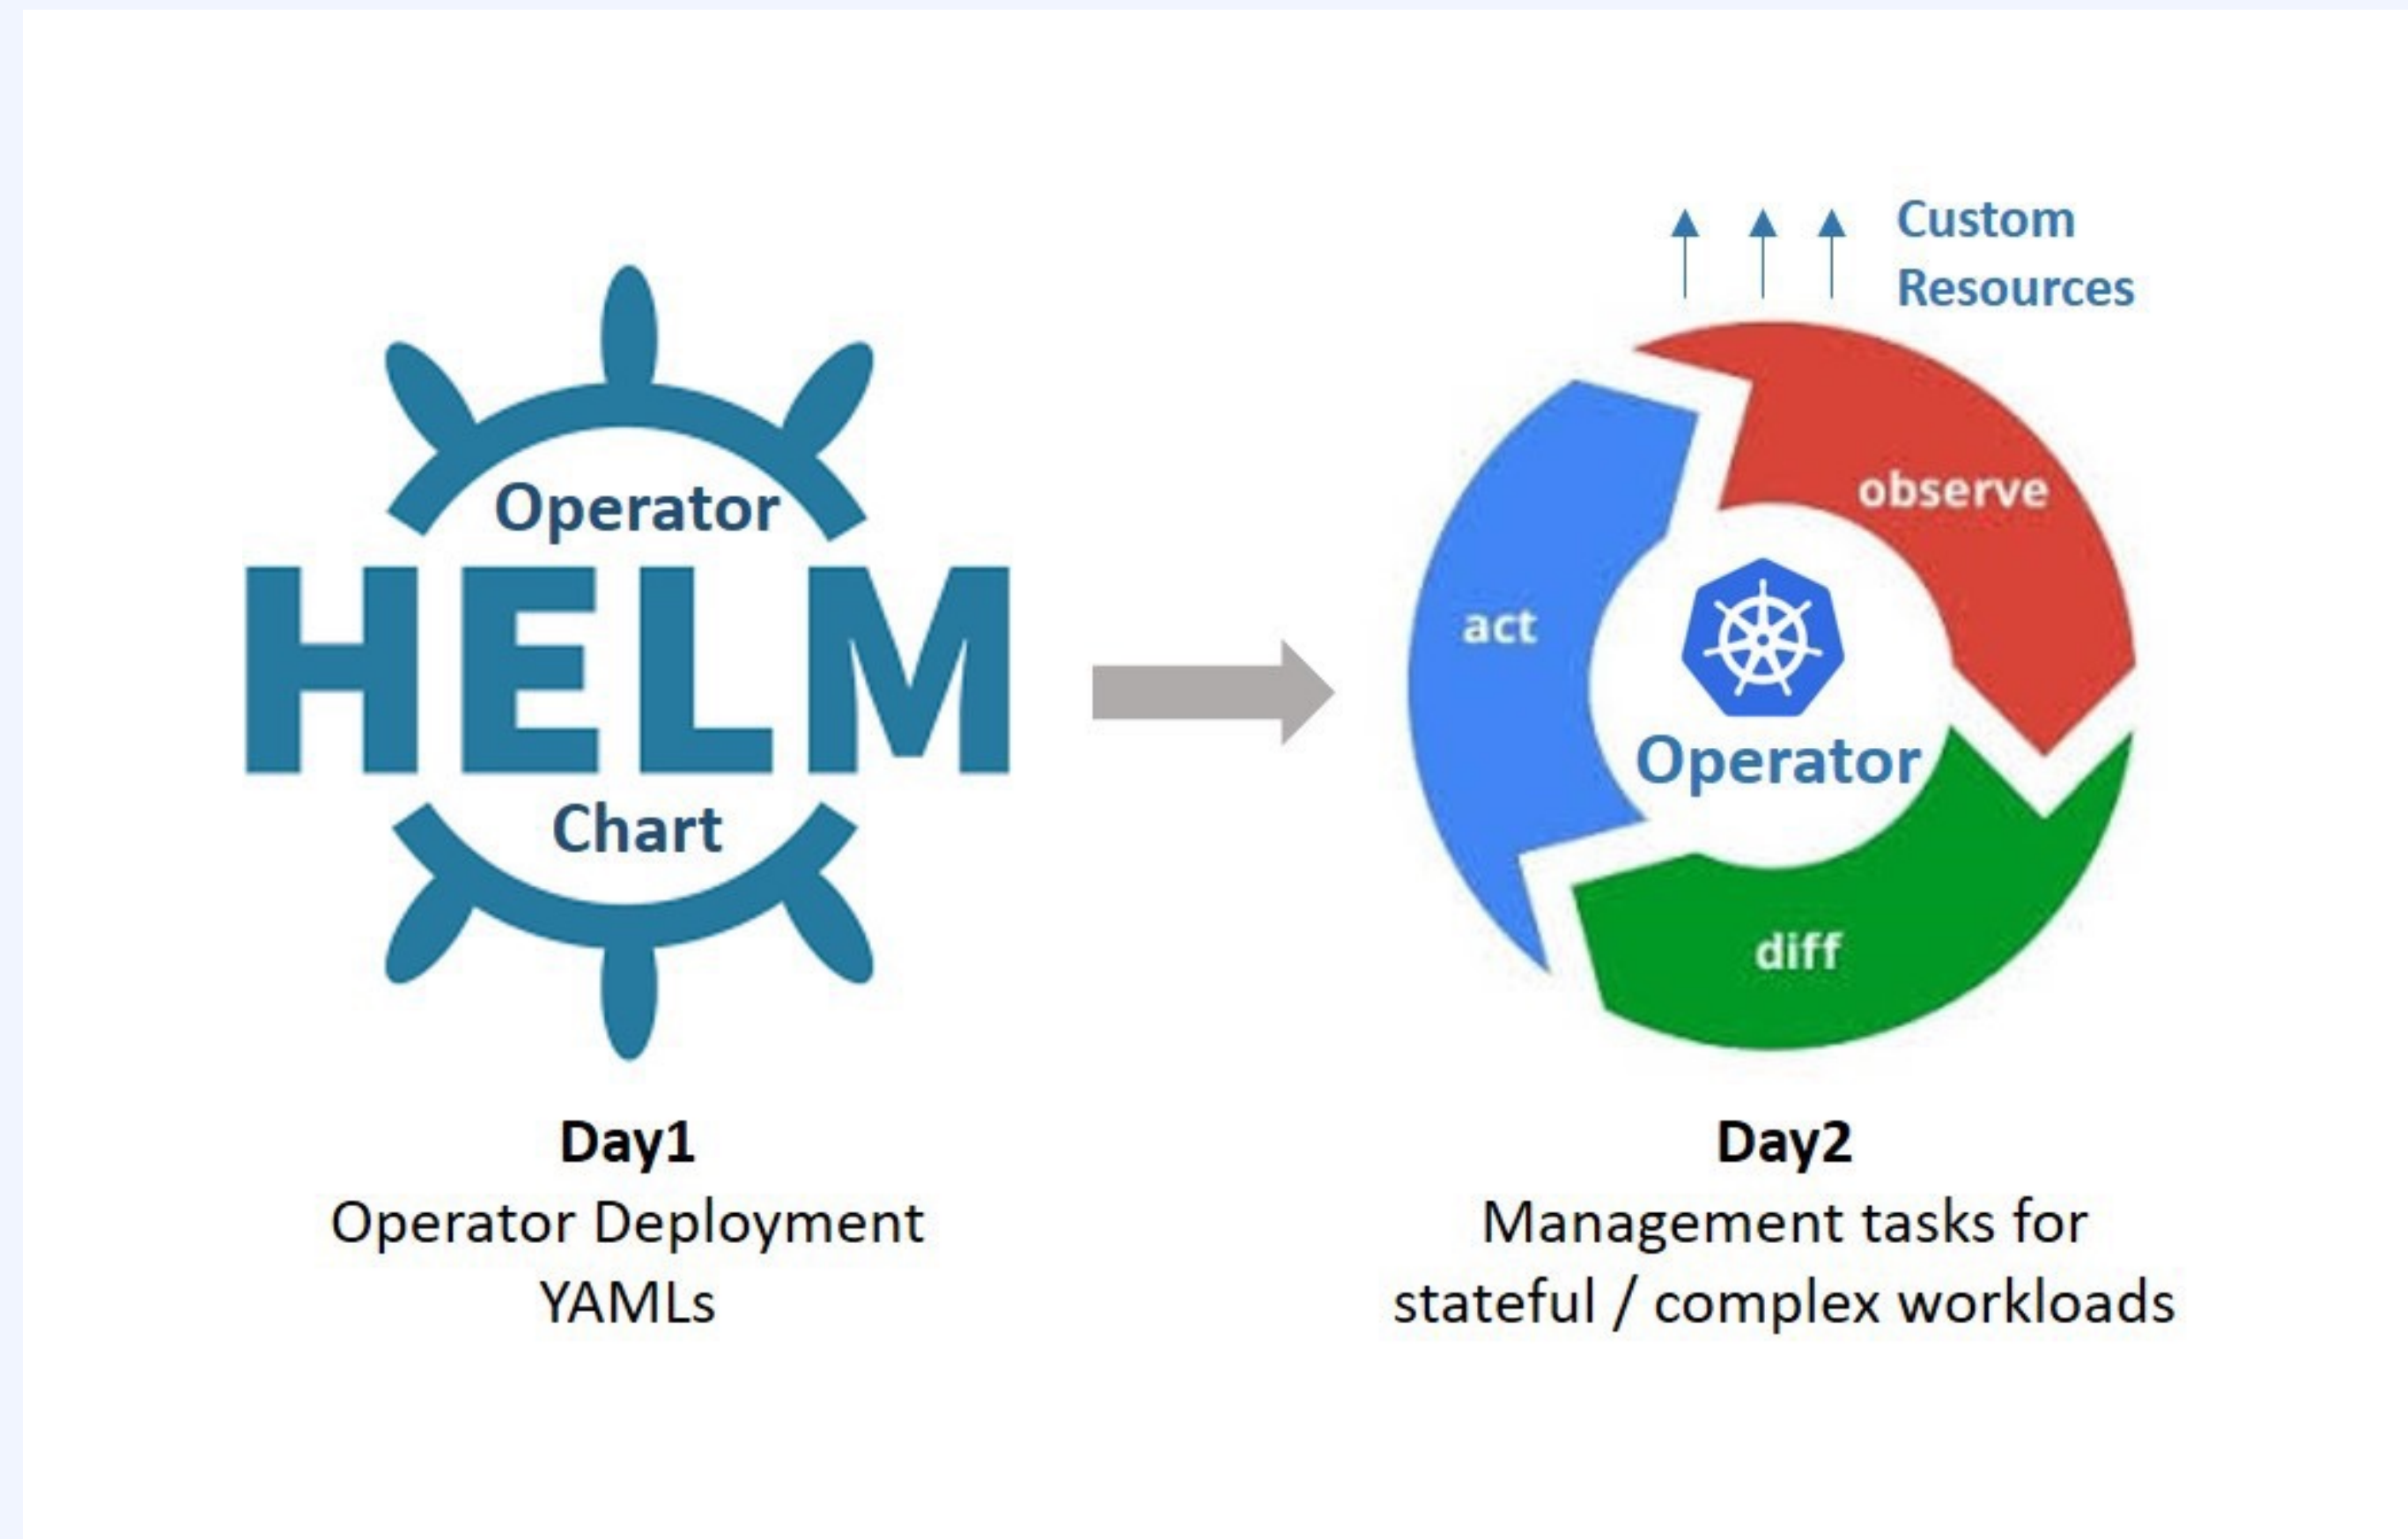 Operator
HELM
Chart
Day1
Operator Deployment
YAMLs
Custom
Resources
observe
act
Operator
diff
Day2
Management tasks for
stateful / complex workloads